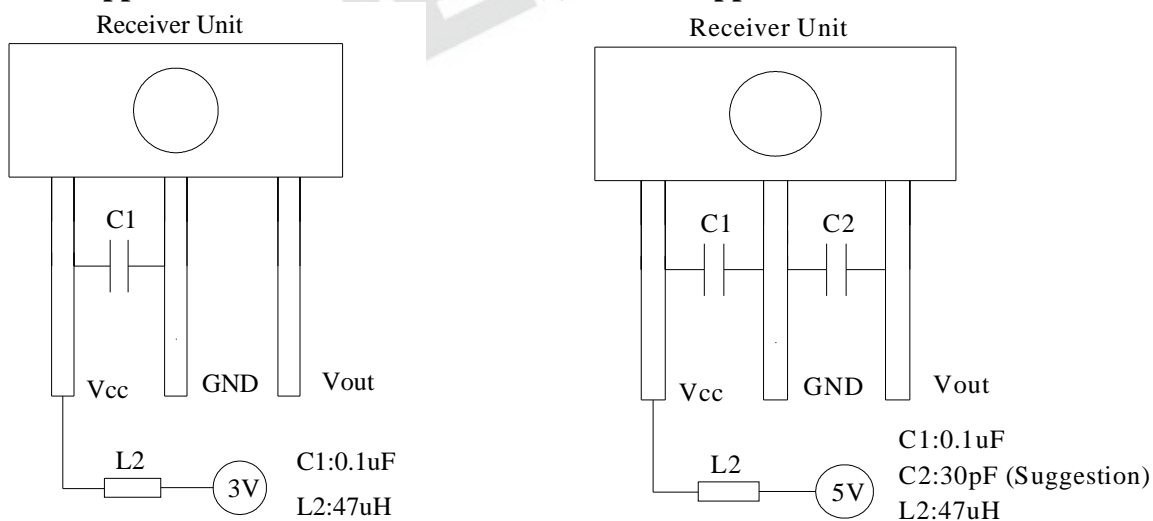 Receiver Unit
C1
Vcc
GND
Vout
L2
3V
C1:0.1uF
L2:47uH
Receiver Unit
C1
C2
Vcc
GND
Vout
L2
5V
C1:0.1uF
C2:30pF (Suggestion)
L2:47uH